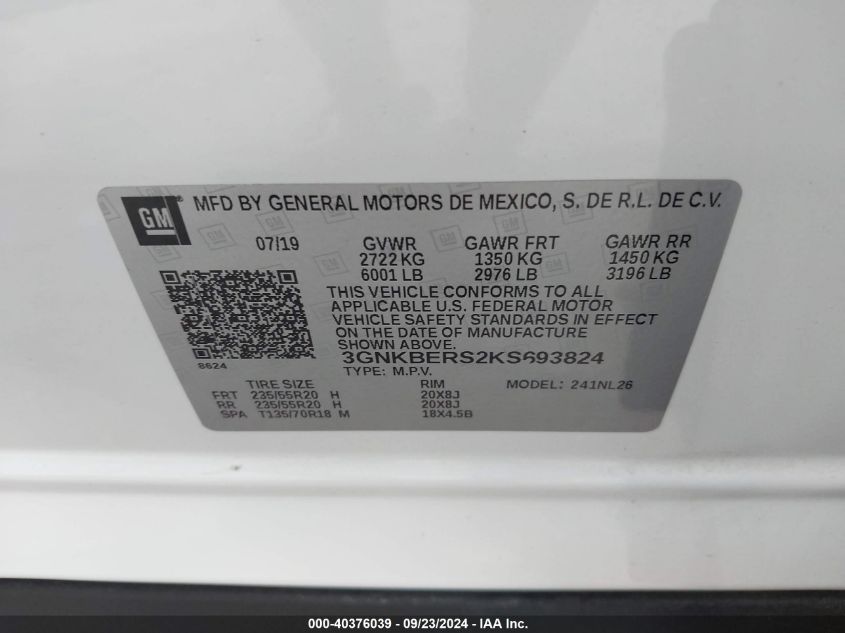 GM® MFD BY GENERAL MOTORS DE MEXICO, S. DE R.L. DE C.V.
07/19 GVWR GAWR FRT GAWR RR
2722 KG 1350 KG 1450 KG
6001 LB 2976 LB 3196 LB
THIS VEHICLE CONFORMS TO ALL
APPLICABLE U.S. FEDERAL MOTOR
VEHICLE SAFETY STANDARDS IN EFFECT
ON THE DATE OF MANUFACTURE
SHOWN ABOVE.
8624 3GNKBERS2KS693824
TYPE: M.P.V.
TIRE SIZE RIM MODEL: 241NL26
FRT 235/55R20 H 20X8J
RR 235/55R20 H 20X8J
SPA T135/70R18 M 18X4.5B
000-40376039 - 09/23/2024 - IAA Inc.